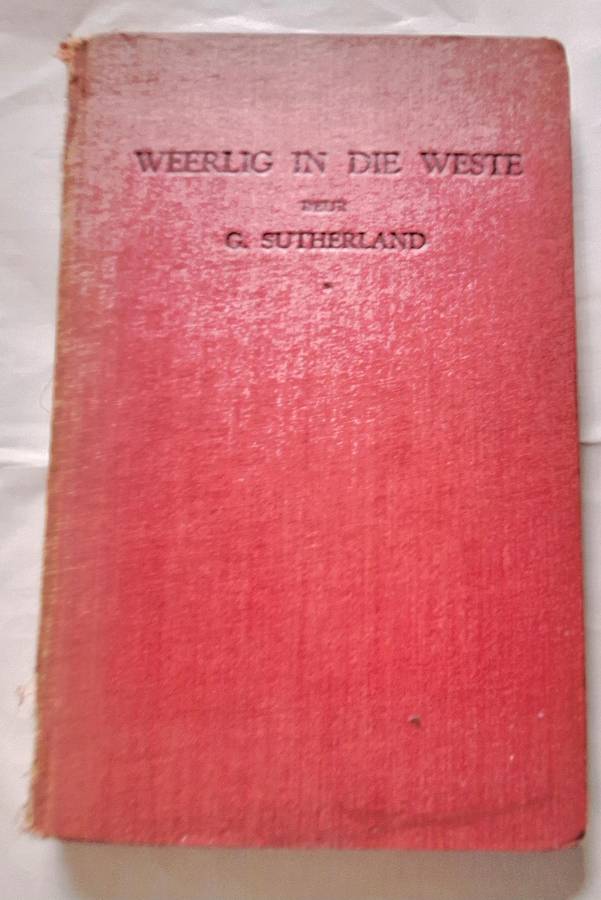 WEERLIG IN DIE WESTE
DEUR
G. SUTHERLAND